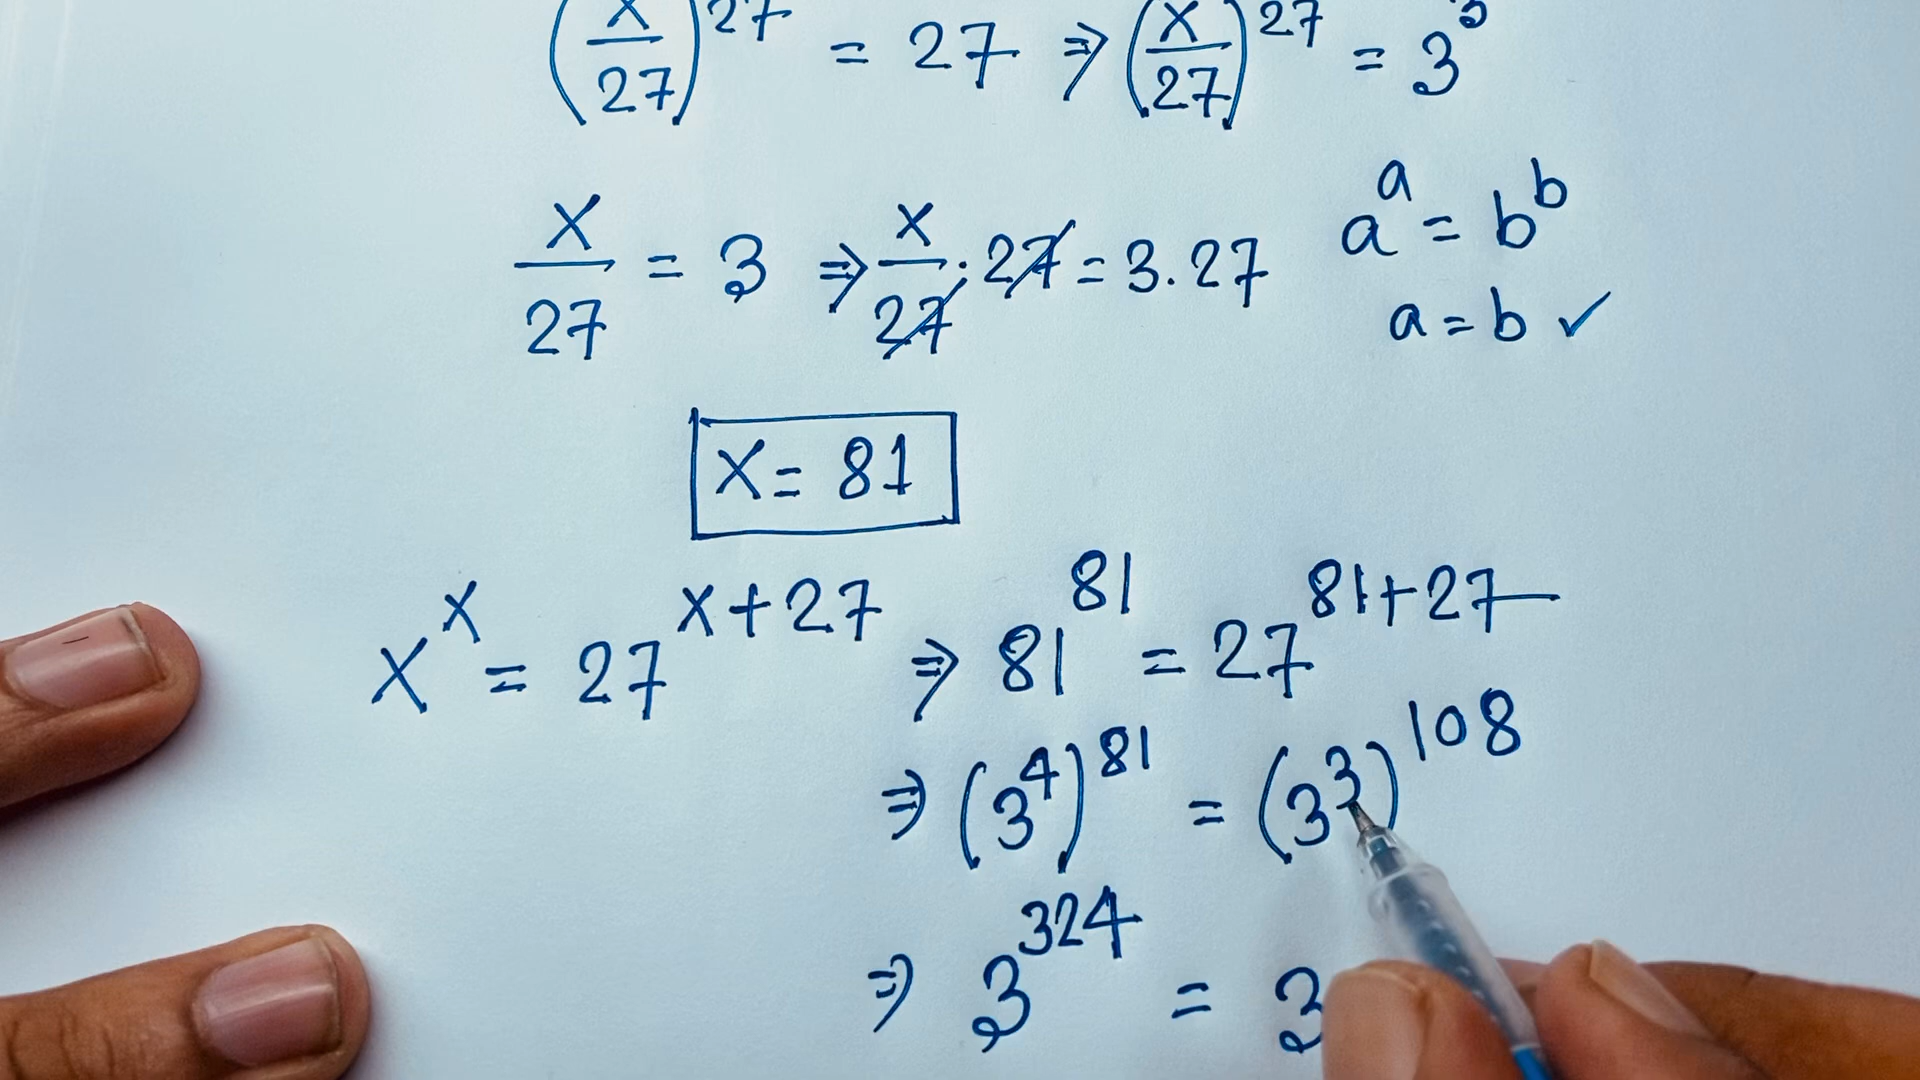 (x/27)^27 = 27 ⇒ (x/27)^27 = 3^3
x/27 = 3 ⇒ x/27 · 27 = 3 . 27
a^a = b^b
a = b ✓
x = 81
x^x = 27^(x+27) ⇒ 81^81 = 27^(81+27)
⇒ (3^4)^81 = (3^3)^108
⇒ 3^324 = 3